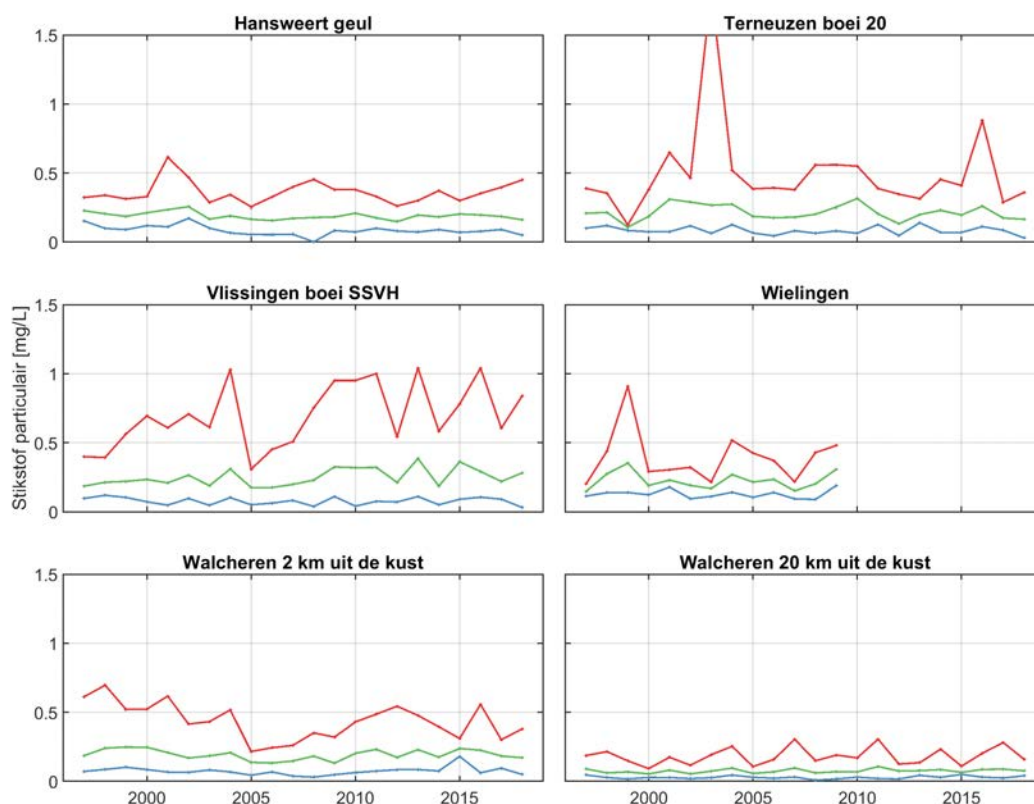 Hansweert geul
Terneuzen boei 20
1.5
1
0.5
0
Vlissingen boei SSVH
Wielingen
Stikstof particulair [mg/L]
1.5
1
0.5
0
Walcheren 2 km uit de kust
Walcheren 20 km uit de kust
1.5
1
0.5
0
2000 2005 2010 2015
2000 2005 2010 2015